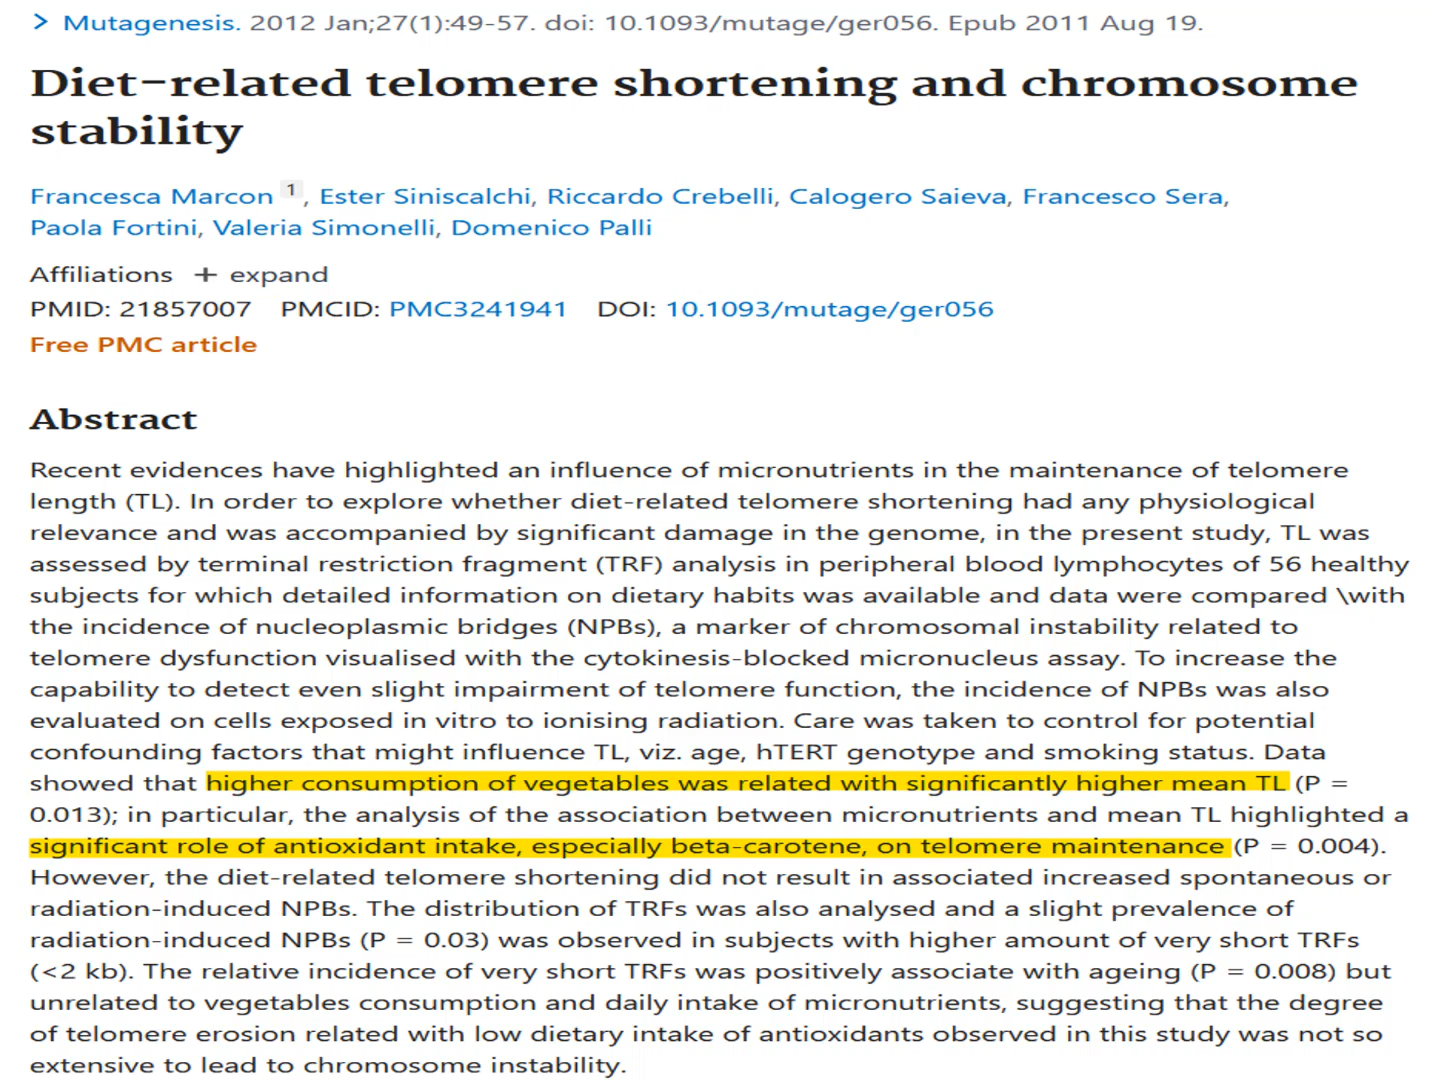 > Mutagenesis. 2012 Jan;27(1):49-57. doi: 10.1093/mutage/ger056. Epub 2011 Aug 19.
Diet-related telomere shortening and chromosome
stability
Francesca Marcon 1, Ester Siniscalchi, Riccardo Crebelli, Calogero Saieva, Francesco Sera,
Paola Fortini, Valeria Simonelli, Domenico Palli
Affiliations + expand
PMID: 21857007 PMCID: PMC3241941 DOI: 10.1093/mutage/ger056
Free PMC article
Abstract
Recent evidences have highlighted an influence of micronutrients in the maintenance of telomere
length (TL). In order to explore whether diet-related telomere shortening had any physiological
relevance and was accompanied by significant damage in the genome, in the present study, TL was
assessed by terminal restriction fragment (TRF) analysis in peripheral blood lymphocytes of 56 healthy
subjects for which detailed information on dietary habits was available and data were compared \with
the incidence of nucleoplasmic bridges (NPBs), a marker of chromosomal instability related to
telomere dysfunction visualised with the cytokinesis-blocked micronucleus assay. To increase the
capability to detect even slight impairment of telomere function, the incidence of NPBs was also
evaluated on cells exposed in vitro to ionising radiation. Care was taken to control for potential
confounding factors that might influence TL, viz. age, hTERT genotype and smoking status. Data
showed that higher consumption of vegetables was related with significantly higher mean TL (P =
0.013); in particular, the analysis of the association between micronutrients and mean TL highlighted a
significant role of antioxidant intake, especially beta-carotene, on telomere maintenance (P = 0.004).
However, the diet-related telomere shortening did not result in associated increased spontaneous or
radiation-induced NPBs. The distribution of TRFs was also analysed and a slight prevalence of
radiation-induced NPBs (P = 0.03) was observed in subjects with higher amount of very short TRFs
(<2 kb). The relative incidence of very short TRFs was positively associate with ageing (P = 0.008) but
unrelated to vegetables consumption and daily intake of micronutrients, suggesting that the degree
of telomere erosion related with low dietary intake of antioxidants observed in this study was not so
extensive to lead to chromosome instability.